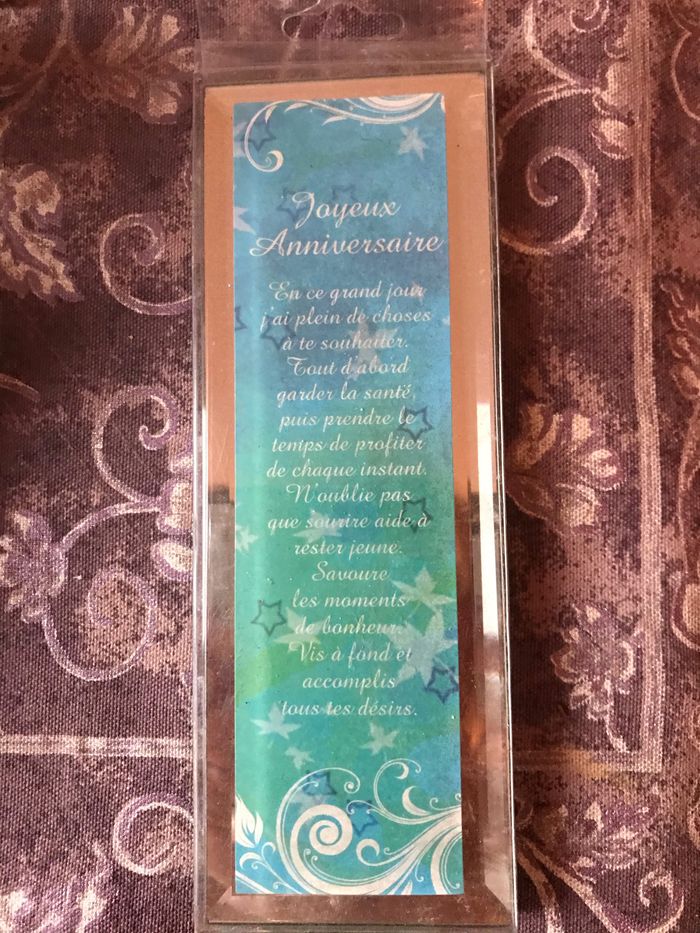 Joyeux
Anniversaire
En ce grand jour
j'ai plein de choses
à te souhaiter.
Tout d'abord
garder la santé,
puis prendre le
temps de profiter
de chaque instant.
N'oublie pas
que sourire aide à
rester jeune.
Savoure
les moments
de bonheur.
Vis à fond et
accomplis
tous tes désirs.